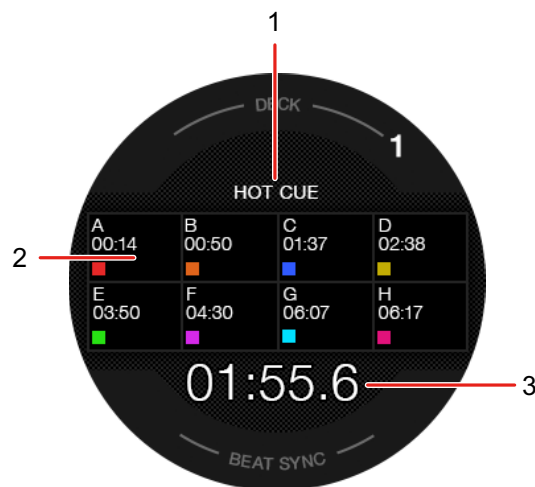 1
DECK
1
HOT CUE
A B C D
00:14 00:50 01:37 02:38
2
E F G H
03:50 04:30 06:07 06:17
01:55.6
3
BEAT SYNC